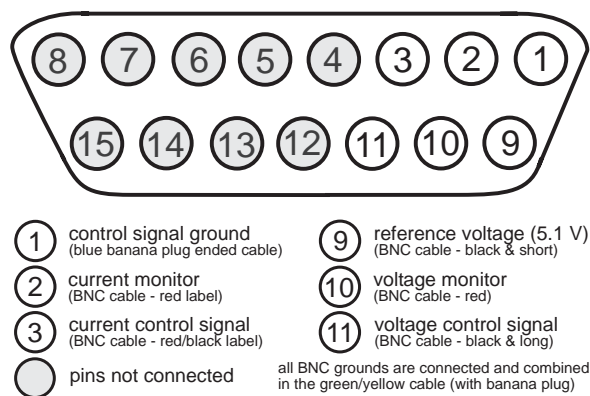 8 7 6 5 4 3 2 1
15 14 13 12 11 10 9
1 control signal ground
(blue banana plug ended cable)
2 current monitor
(BNC cable - red label)
3 current control signal
(BNC cable - red/black label)
pins not connected
9 reference voltage (5.1 V)
(BNC cable - black & short)
10 voltage monitor
(BNC cable - red)
11 voltage control signal
(BNC cable - black & long)
all BNC grounds are connected and combined
in the green/yellow cable (with banana plug)